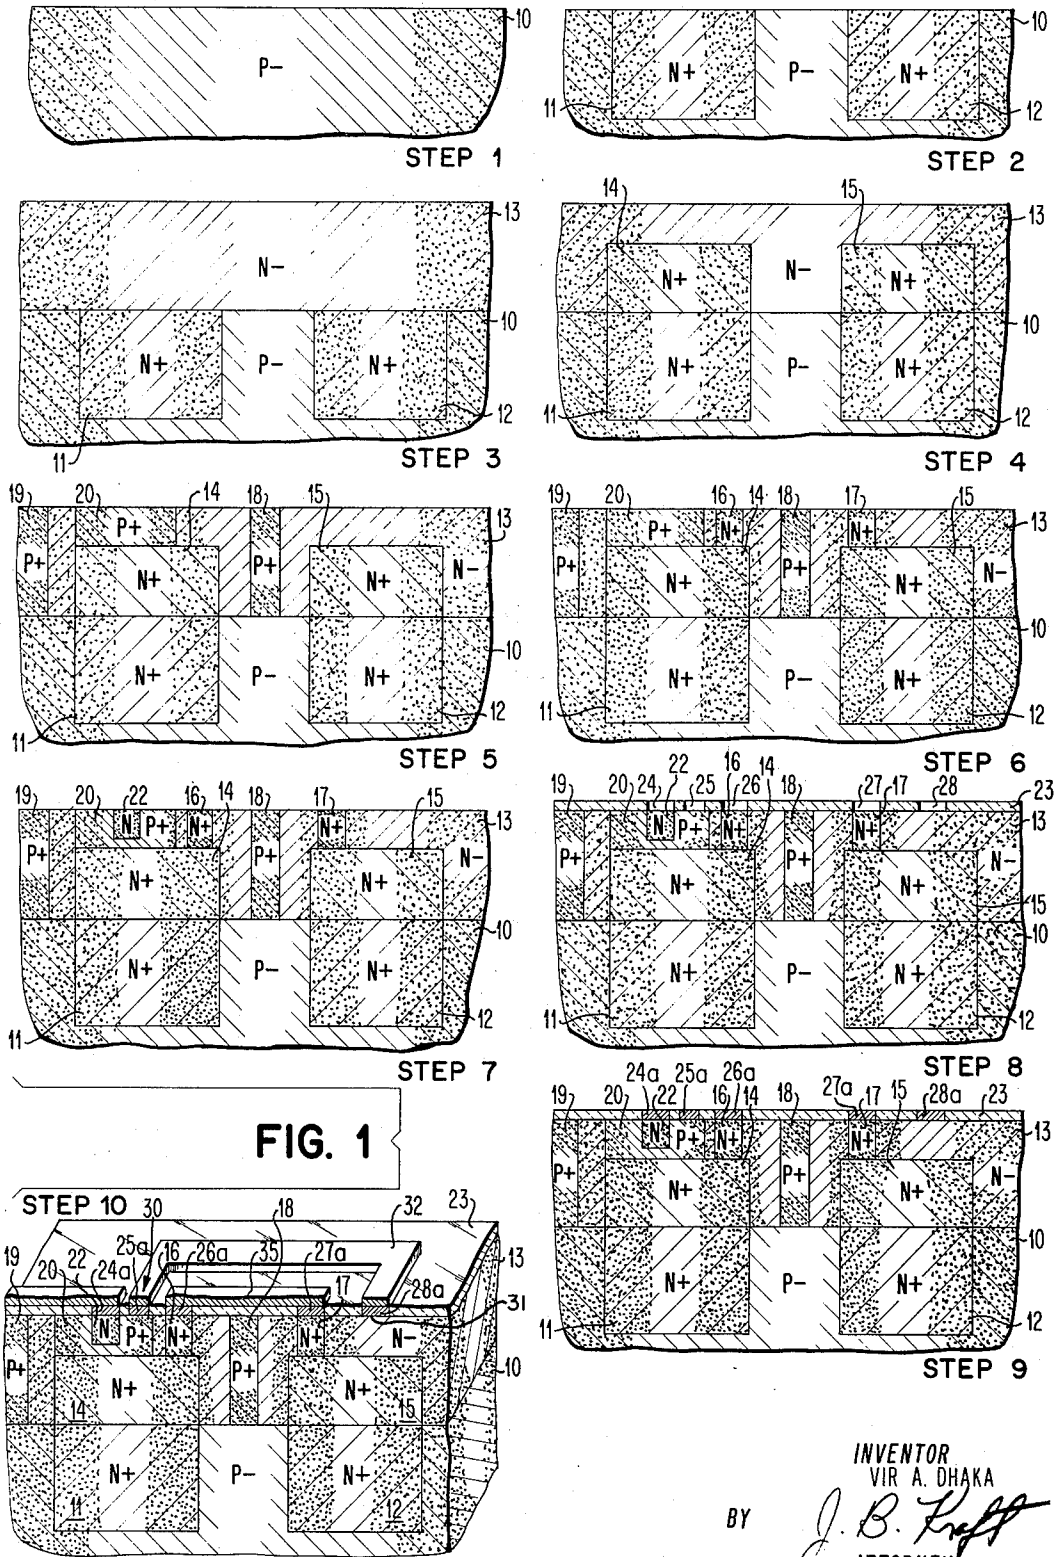 10
P-
STEP 1
10
N+ P- N+
11 12
STEP 2
13
N-
10
N+ P- N+
11 12
STEP 3
14 15
13
N+ N- N+
10
N+ P- N+
11 12
STEP 4
19 20 14 18 15
13
P+ P+ N+ P+ N+ N-
10
N+ P- N+
11 12
STEP 5
19 20 16 14 18 17 15
13
P+ P+ N+ N+ P+ N+ N+ N-
10
N+ P- N+
11 12
STEP 6
19 20 22 16 14 18 17 15
13
N P+ N+ N+
P+ N+ P+ N+ N-
10
N+ P- N+
11 12
STEP 7
16
19 20 24 22 25 26 14 18 27 17 28 23
13
N P+ N+ N+
P+ N+ P+ N+ N-
15
10
N+ P- N+
11 12
STEP 8
24a 25a 26a 27a
19 20 22 16 14 18 17 15 28a 23
13
N P+ N+ N+
P+ N+ P+ N+ N-
10
N+ P- N+
11 12
STEP 9
FIG. 1
STEP 10
30 18 32 23
25a
19 20 22 24a 16 26a 35 27a 13
17 28a
31
N P+ N+ N+ N-
P+ N+ P+ N+
10
14 15
N+ P- N+
11 12
INVENTOR
VIR A. DHAKA
BY J. B. Kraft
ATTORNEY